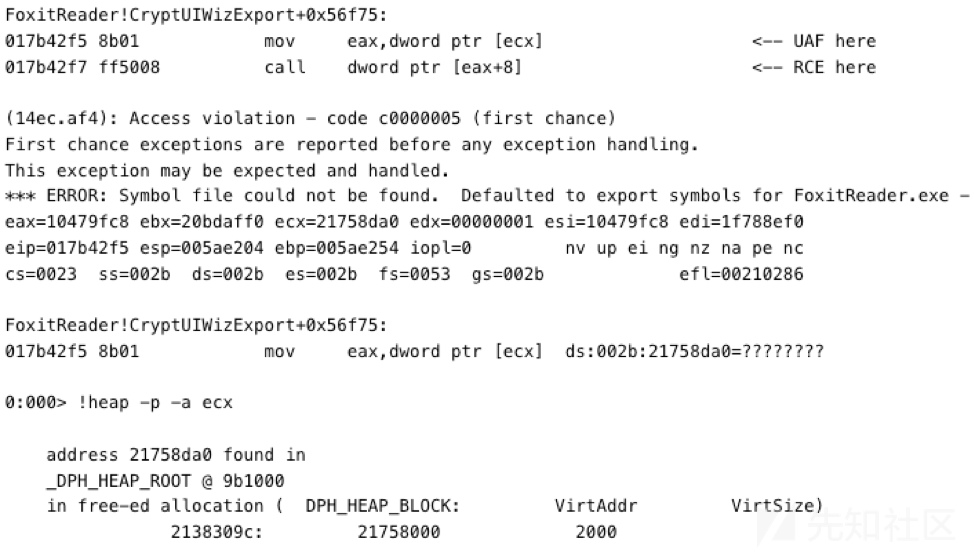 FoxitReader!CryptUIWizExport+0x56f75:
017b42f5 8b01            mov     eax,dword ptr [ecx]                    <-- UAF here
017b42f7 ff5008          call    dword ptr [eax+8]                      <-- RCE here
(14ec.af4): Access violation - code c0000005 (first chance)
First chance exceptions are reported before any exception handling.
This exception may be expected and handled.
*** ERROR: Symbol file could not be found.  Defaulted to export symbols for FoxitReader.exe -
eax=10479fc8 ebx=20bdaff0 ecx=21758da0 edx=00000001 esi=10479fc8 edi=1f788ef0
eip=017b42f5 esp=005ae204 ebp=005ae254 iopl=0         nv up ei ng nz na pe nc
cs=0023  ss=002b  ds=002b  es=002b  fs=0053  gs=002b             efl=00210286
FoxitReader!CryptUIWizExport+0x56f75:
017b42f5 8b01            mov     eax,dword ptr [ecx]  ds:002b:21758da0=????????
0:000> !heap -p -a ecx
address 21758da0 found in
_DPH_HEAP_ROOT @ 9b1000
in free-ed allocation (  DPH_HEAP_BLOCK:         VirtAddr         VirtSize)
2138309c:         21758000             2000
先知社区